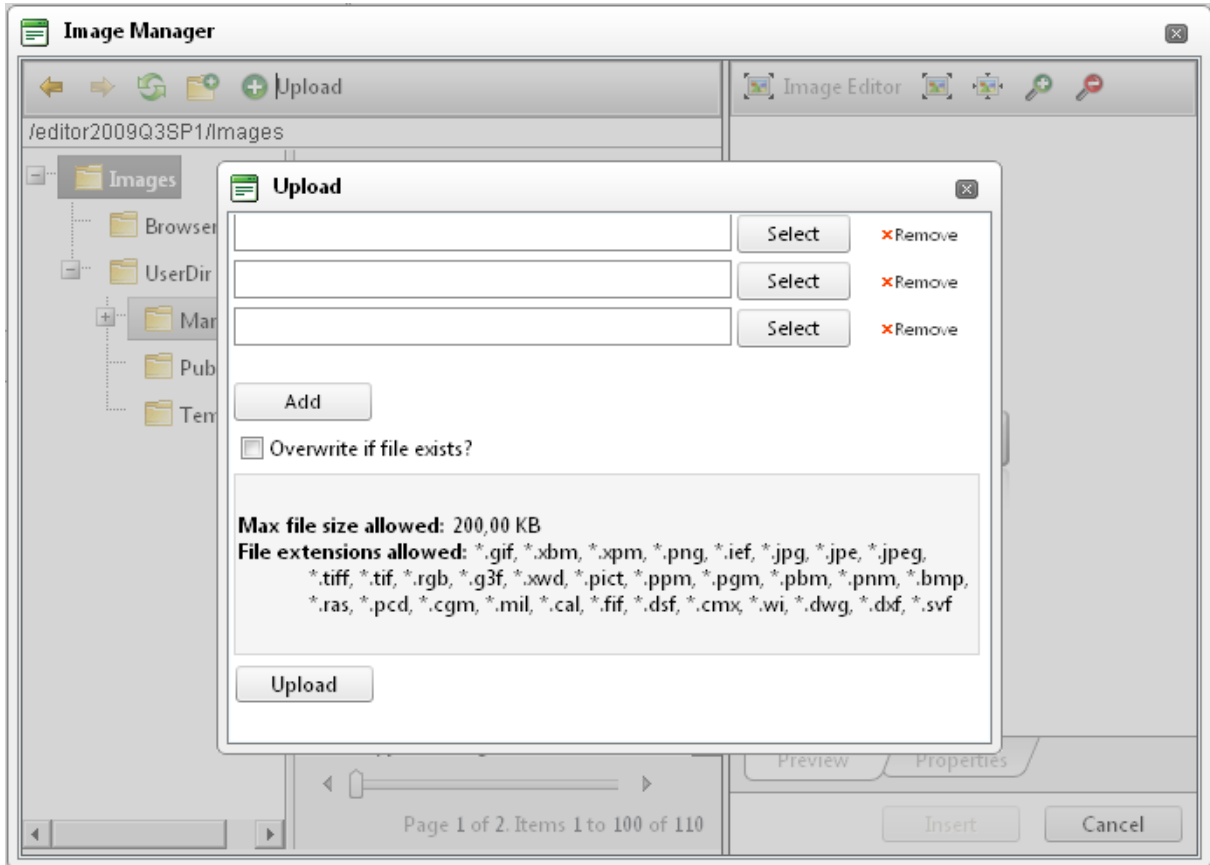 Image Manager
Upload
Image Editor
/editor2009Q3SP1/Images
Images
Browser
UserDir
Mar
Pub
Tem
Upload
Select
×Remove
Select
×Remove
Select
×Remove
Add
Overwrite if file exists?
Max file size allowed: 200,00 KB
File extensions allowed: *.gif, *.xbm, *.xpm, *.png, *.ief, *.jpg, *.jpe, *.jpeg,
*.tiff, *.tif, *.rgb, *.g3f, *.xwd, *.pict, *.ppm, *.pgm, *.pbm, *.pnm, *.bmp,
*.ras, *.pcd, *.cgm, *.mil, *.cal, *.fif, *.dsf, *.cmx, *.wi, *.dwg, *.dxf, *.svf
Upload
Preview
Properties
Page 1 of 2. Items 1 to 100 of 110
Insert
Cancel